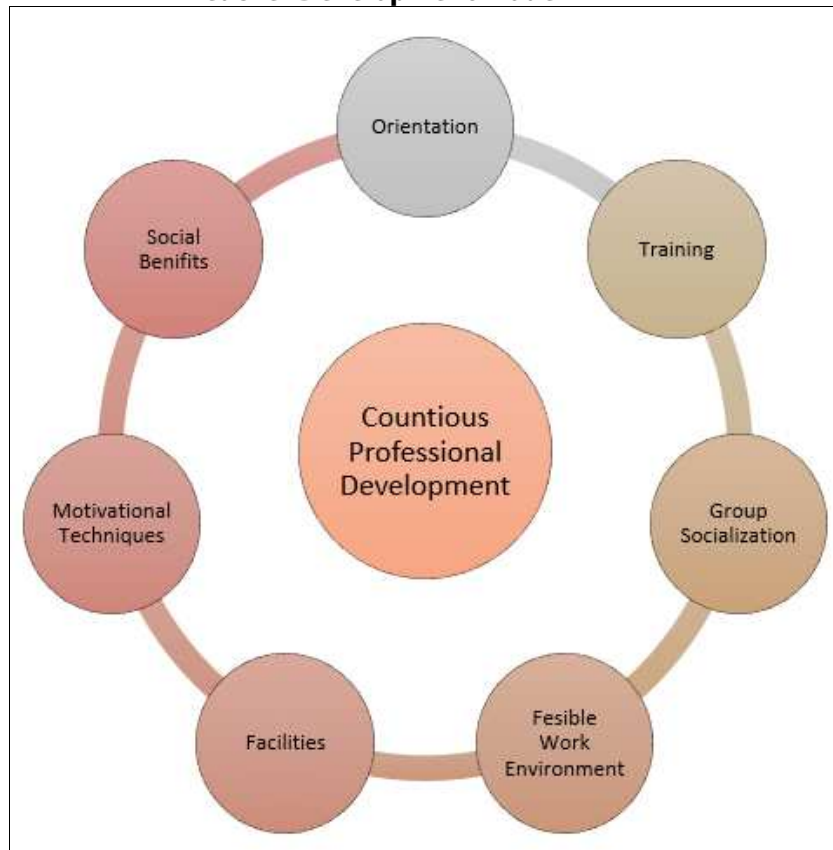 Orientation
Training
Group
Socialization
Fesible
Work
Environment
Facilities
Motivational
Techniques
Social
Benifits
Countious
Professional
Development